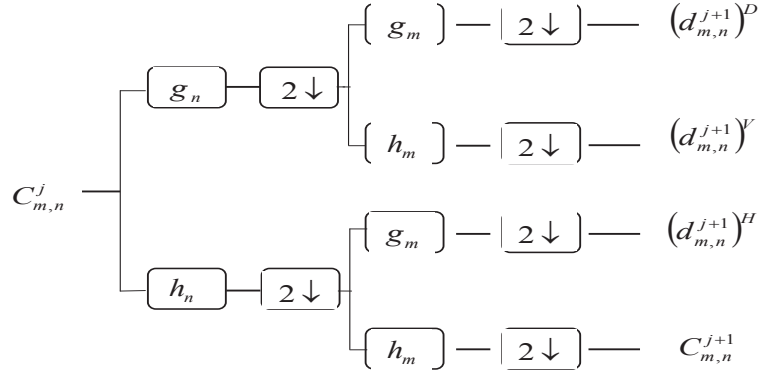 g_m 2↓ (d_{m,n}^{j+1})^D
g_n 2↓
h_m 2↓ (d_{m,n}^{j+1})^V
C_{m,n}^j
g_m 2↓ (d_{m,n}^{j+1})^H
h_n 2↓
h_m 2↓ C_{m,n}^{j+1}